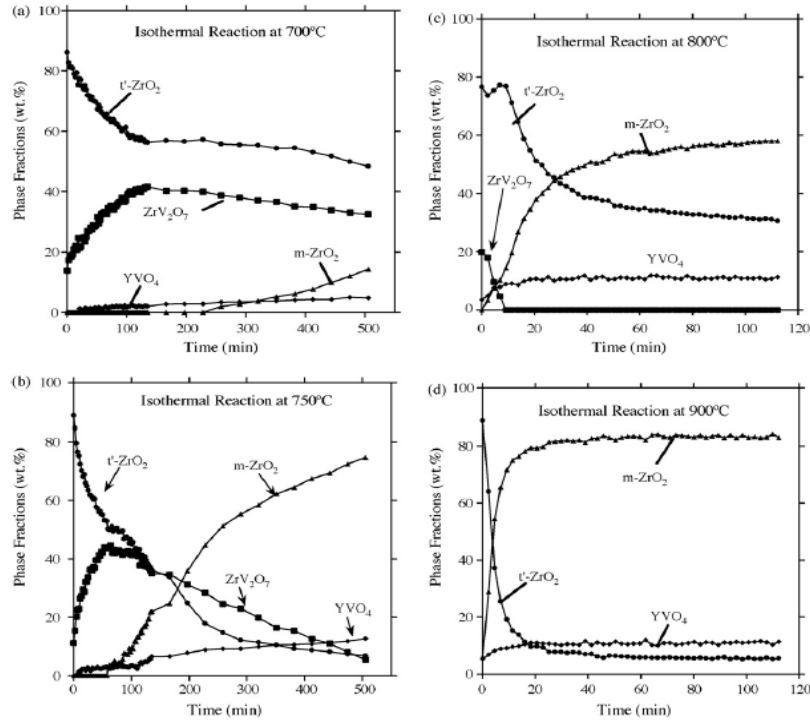 (a)
Isothermal Reaction at 700°C
Phase Fractions (wt.%)
100
80
60
40
20
0
t'-ZrO2
ZrV2O7
m-ZrO2
YVO4
0 100 200 300 400 500 600
Time (min)
(b)
Isothermal Reaction at 750°C
Phase Fractions (wt.%)
100
80
60
40
20
0
t'-ZrO2
m-ZrO2
ZrV2O7
YVO4
0 100 200 300 400 500 600
Time (min)
(c)
Isothermal Reaction at 800°C
Phase Fractions (wt.%)
100
80
60
40
20
0
t'-ZrO2
m-ZrO2
ZrV2O7
YVO4
0 20 40 60 80 100 120
Time (min)
(d)
Isothermal Reaction at 900°C
Phase Fractions (wt.%)
100
80
60
40
20
0
m-ZrO2
t'-ZrO2
YVO4
0 20 40 60 80 100 120
Time (min)